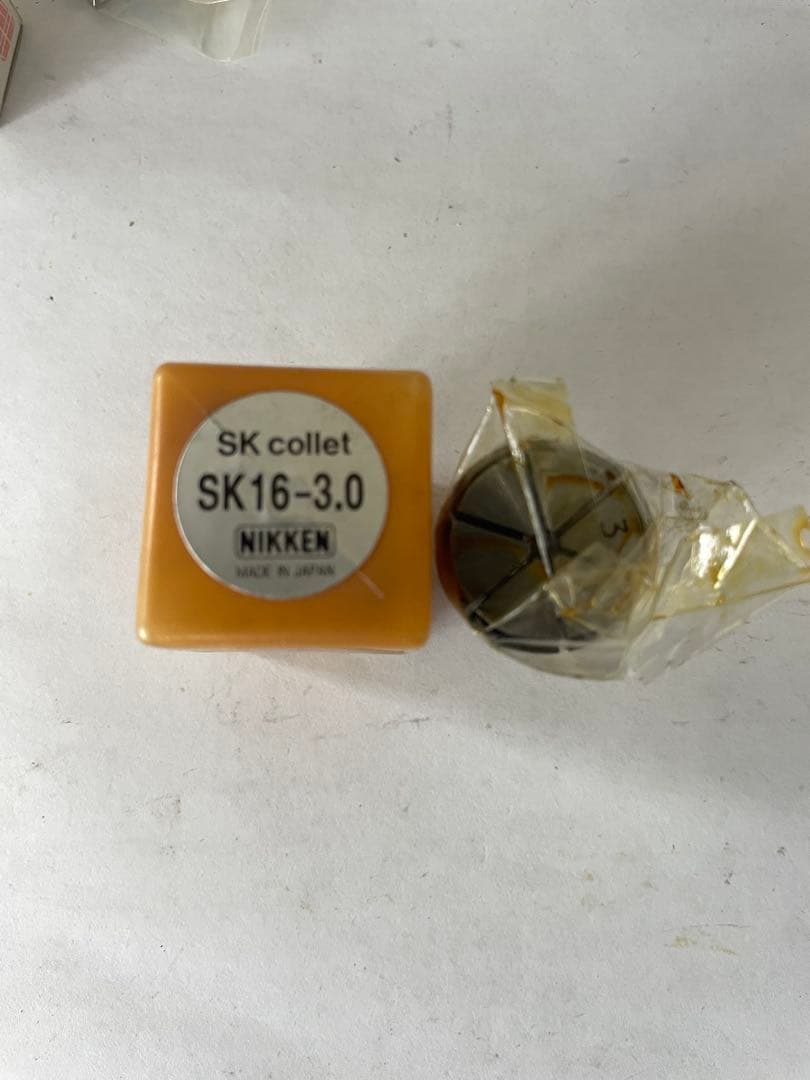 SK collet
SK16-3.0
NIKKEN
MADE IN JAPAN
3